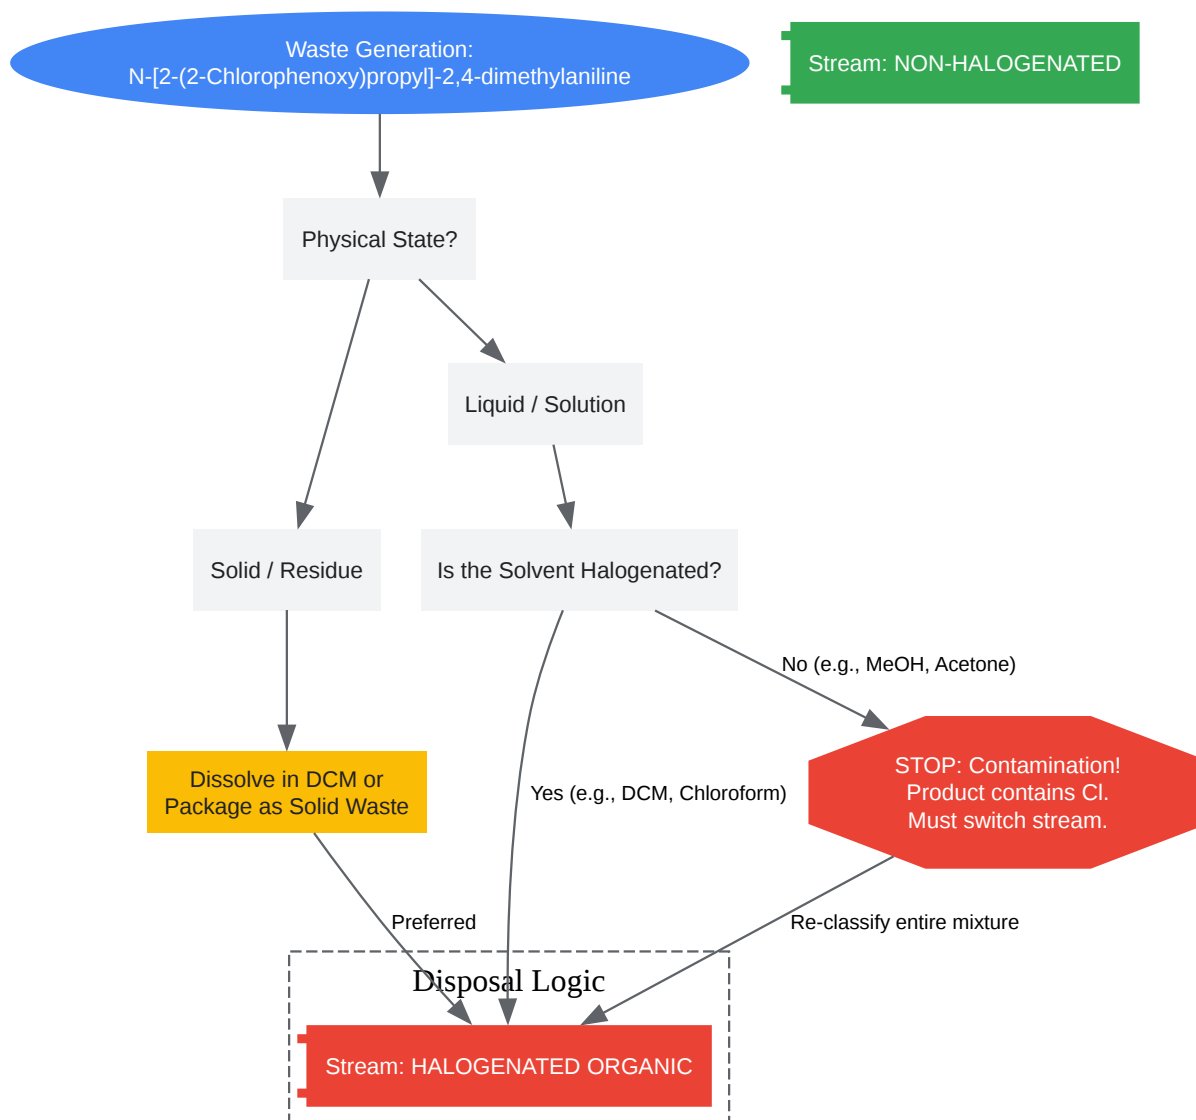 Waste Generation:
N-[2-(2-Chlorophenoxy)propyl]-2,4-dimethylaniline
Stream: NON-HALOGENATED
Physical State?
Liquid / Solution
Solid / Residue
Is the Solvent Halogenated?
No (e.g., MeOH, Acetone)
Dissolve in DCM or
Package as Solid Waste
Yes (e.g., DCM, Chloroform)
STOP: Contamination!
Product contains Cl.
Must switch stream.
Preferred
Re-classify entire mixture
Disposal Logic
Stream: HALOGENATED ORGANIC